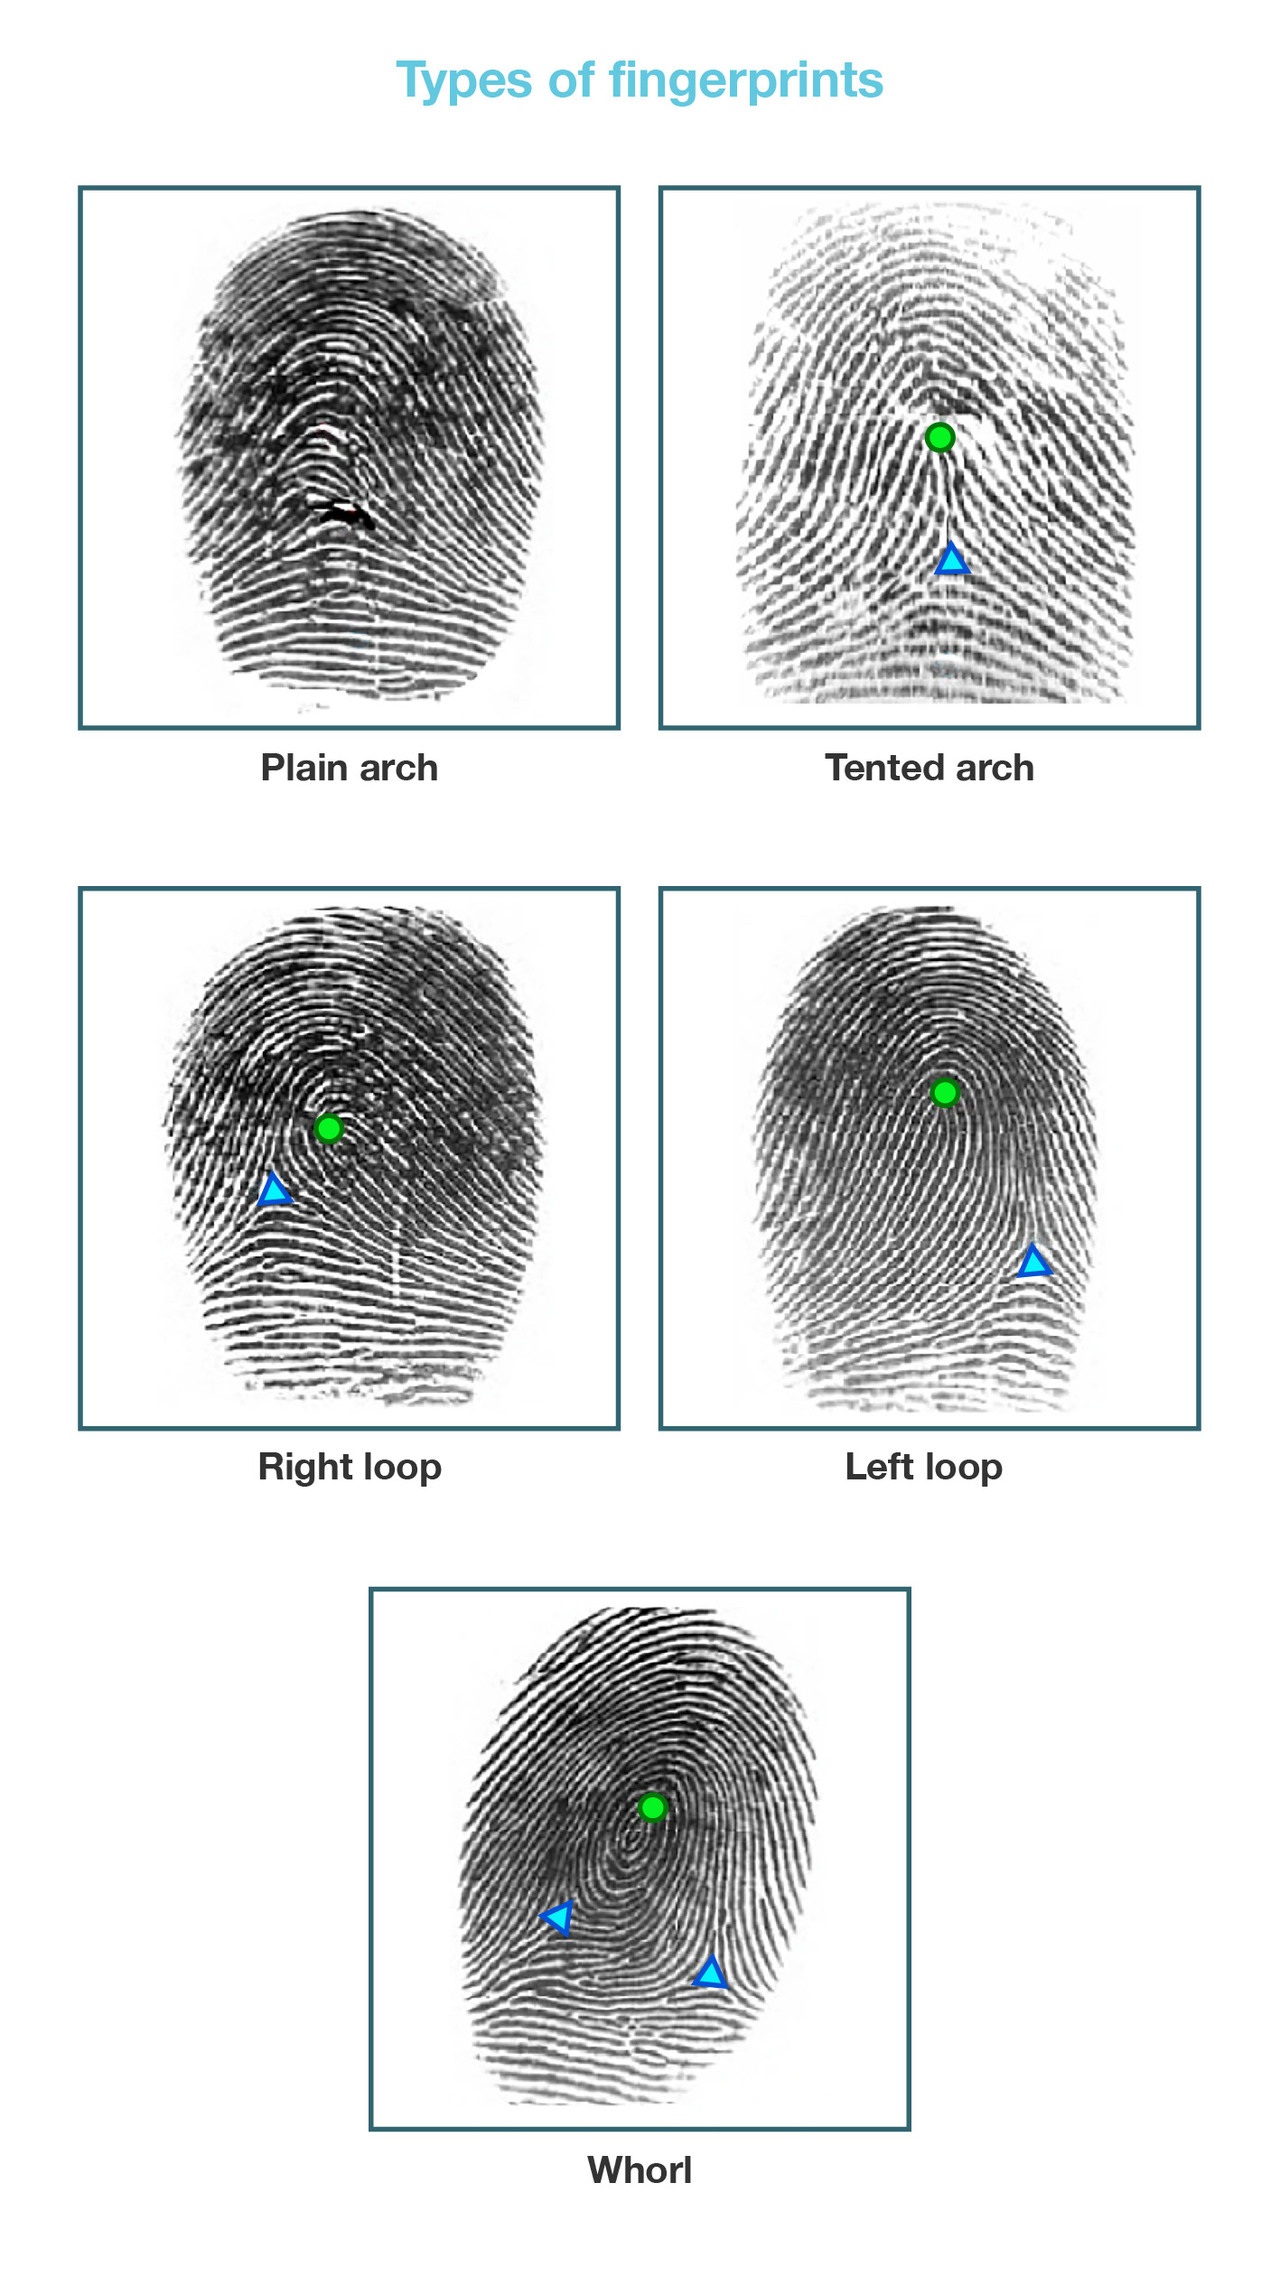 Types of fingerprints
Plain arch
Tented arch
Right loop
Left loop
Whorl